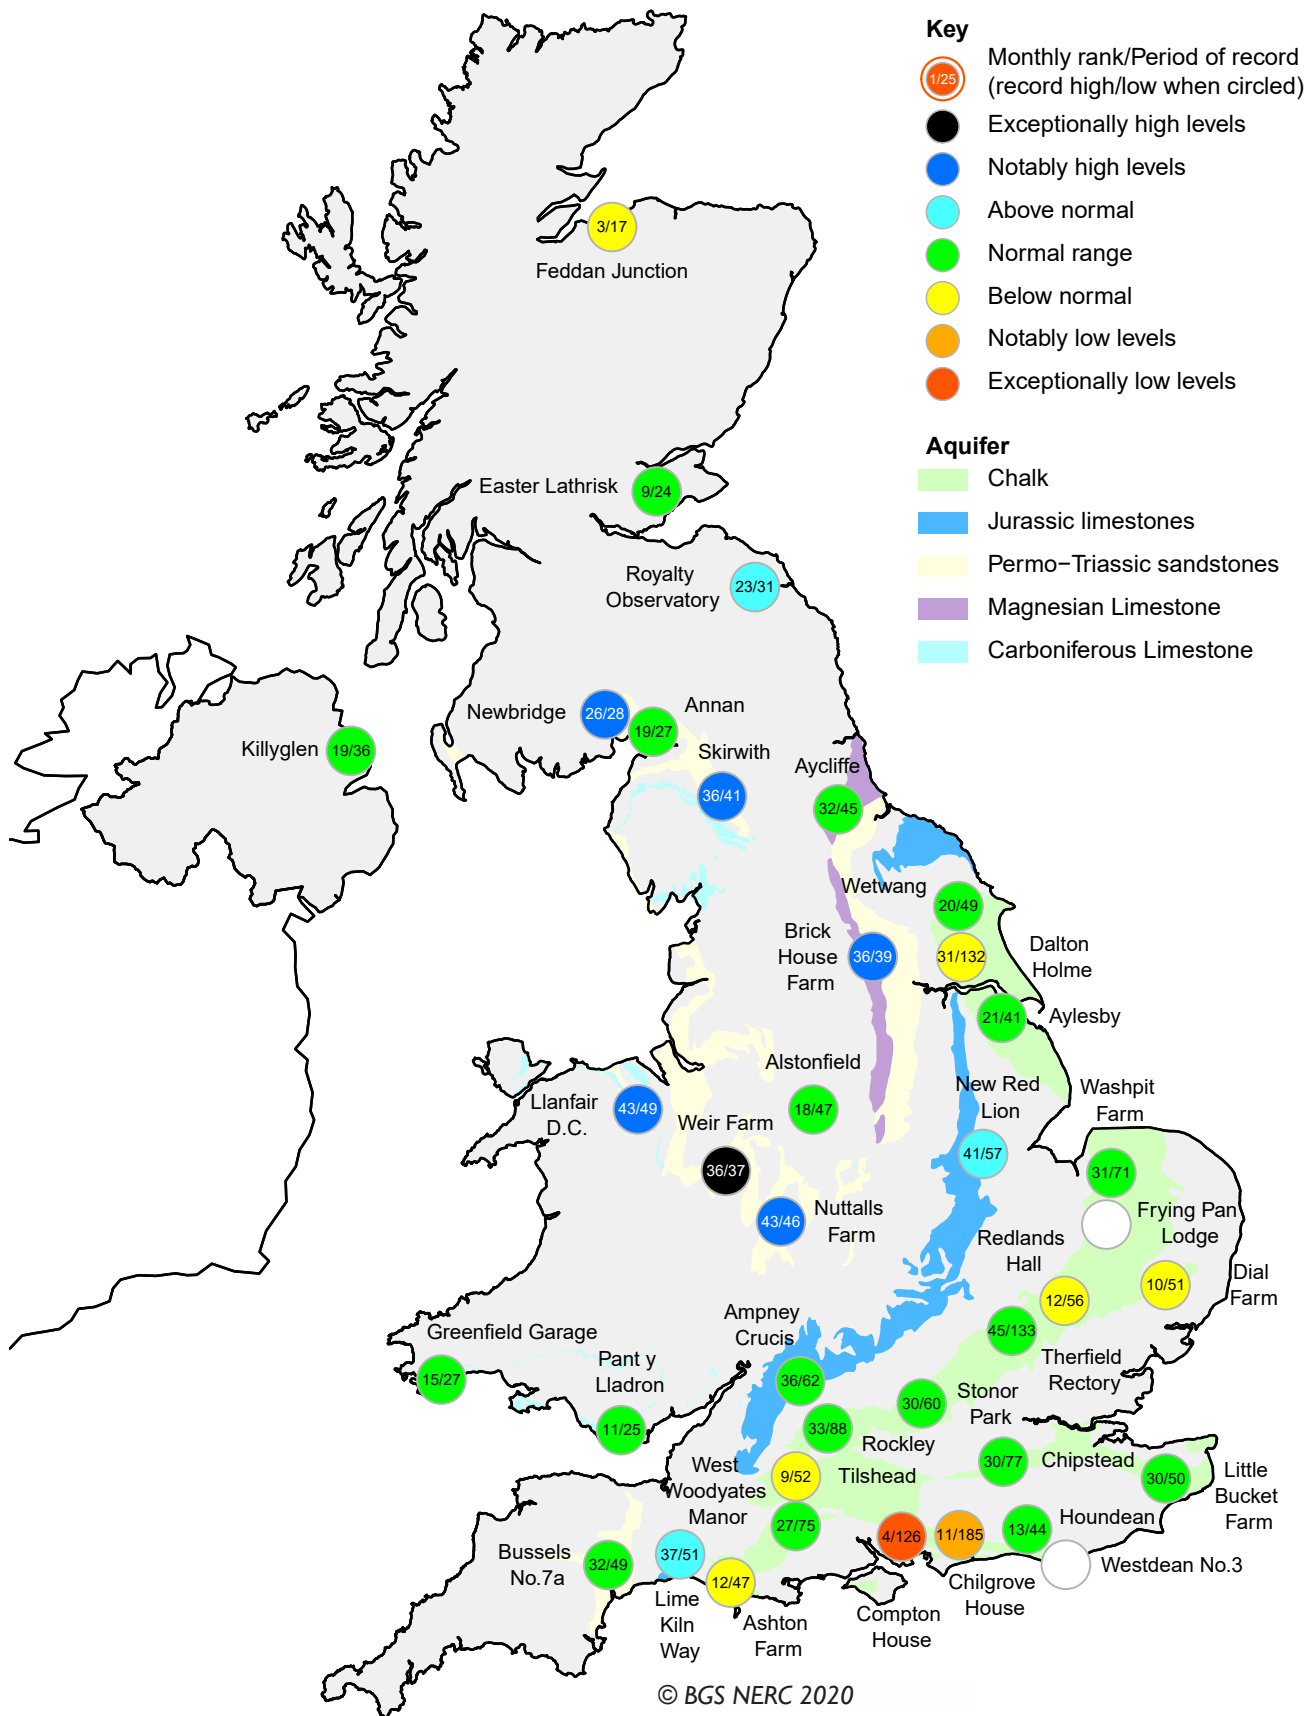 Key
1/25
Monthly rank/Period of record
(record high/low when circled)
Exceptionally high levels
Notably high levels
Above normal
Normal range
Below normal
Notably low levels
Exceptionally low levels
Aquifer
Chalk
Jurassic limestones
Permo−Triassic sandstones
Magnesian Limestone
Carboniferous Limestone
3/17
Feddan Junction
Easter Lathrisk
9/24
Royalty
Observatory
23/31
Newbridge
26/28
Annan
19/27
Killyglen
19/36
Skirwith
36/41
Aycliffe
32/45
Wetwang
20/49
Brick
House
Farm
36/39
31/132
Dalton
Holme
21/41
Aylesby
Alstonfield
18/47
New Red
Lion
41/57
Washpit
Farm
31/71
Llanfair
D.C.
43/49
Weir Farm
36/37
Nuttalls
Farm
43/46
Frying Pan
Lodge
Redlands
Hall
12/56
10/51
Dial
Farm
Ampney
Crucis
36/62
45/133
Therfield
Rectory
Greenfield Garage
15/27
Pant y
Lladron
11/25
30/60
Stonor
Park
33/88
Rockley
9/52
Tilshead
30/77
Chipstead
30/50
Little
Bucket
Farm
West
Woodyates
Manor
27/75
4/126
11/185
13/44
Houndean
Westdean No.3
Bussels
No.7a
32/49
37/51
Lime
Kiln
Way
12/47
Ashton
Farm
Compton
House
Chilgrove
House
© BGS NERC 2020